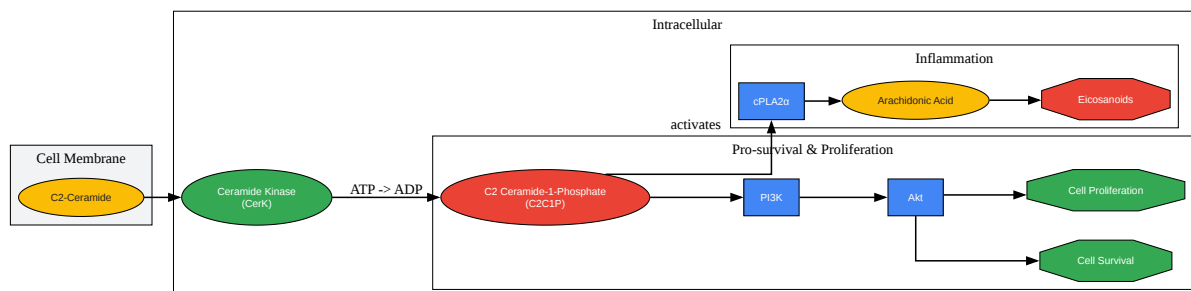 Intracellular
Inflammation
cPLA2α
Arachidonic Acid
Eicosanoids
activates
Cell Membrane
Pro-survival & Proliferation
C2-Ceramide
Ceramide Kinase
(CerK)
ATP -> ADP
C2 Ceramide-1-Phosphate
(C2C1P)
PI3K
Akt
Cell Proliferation
Cell Survival